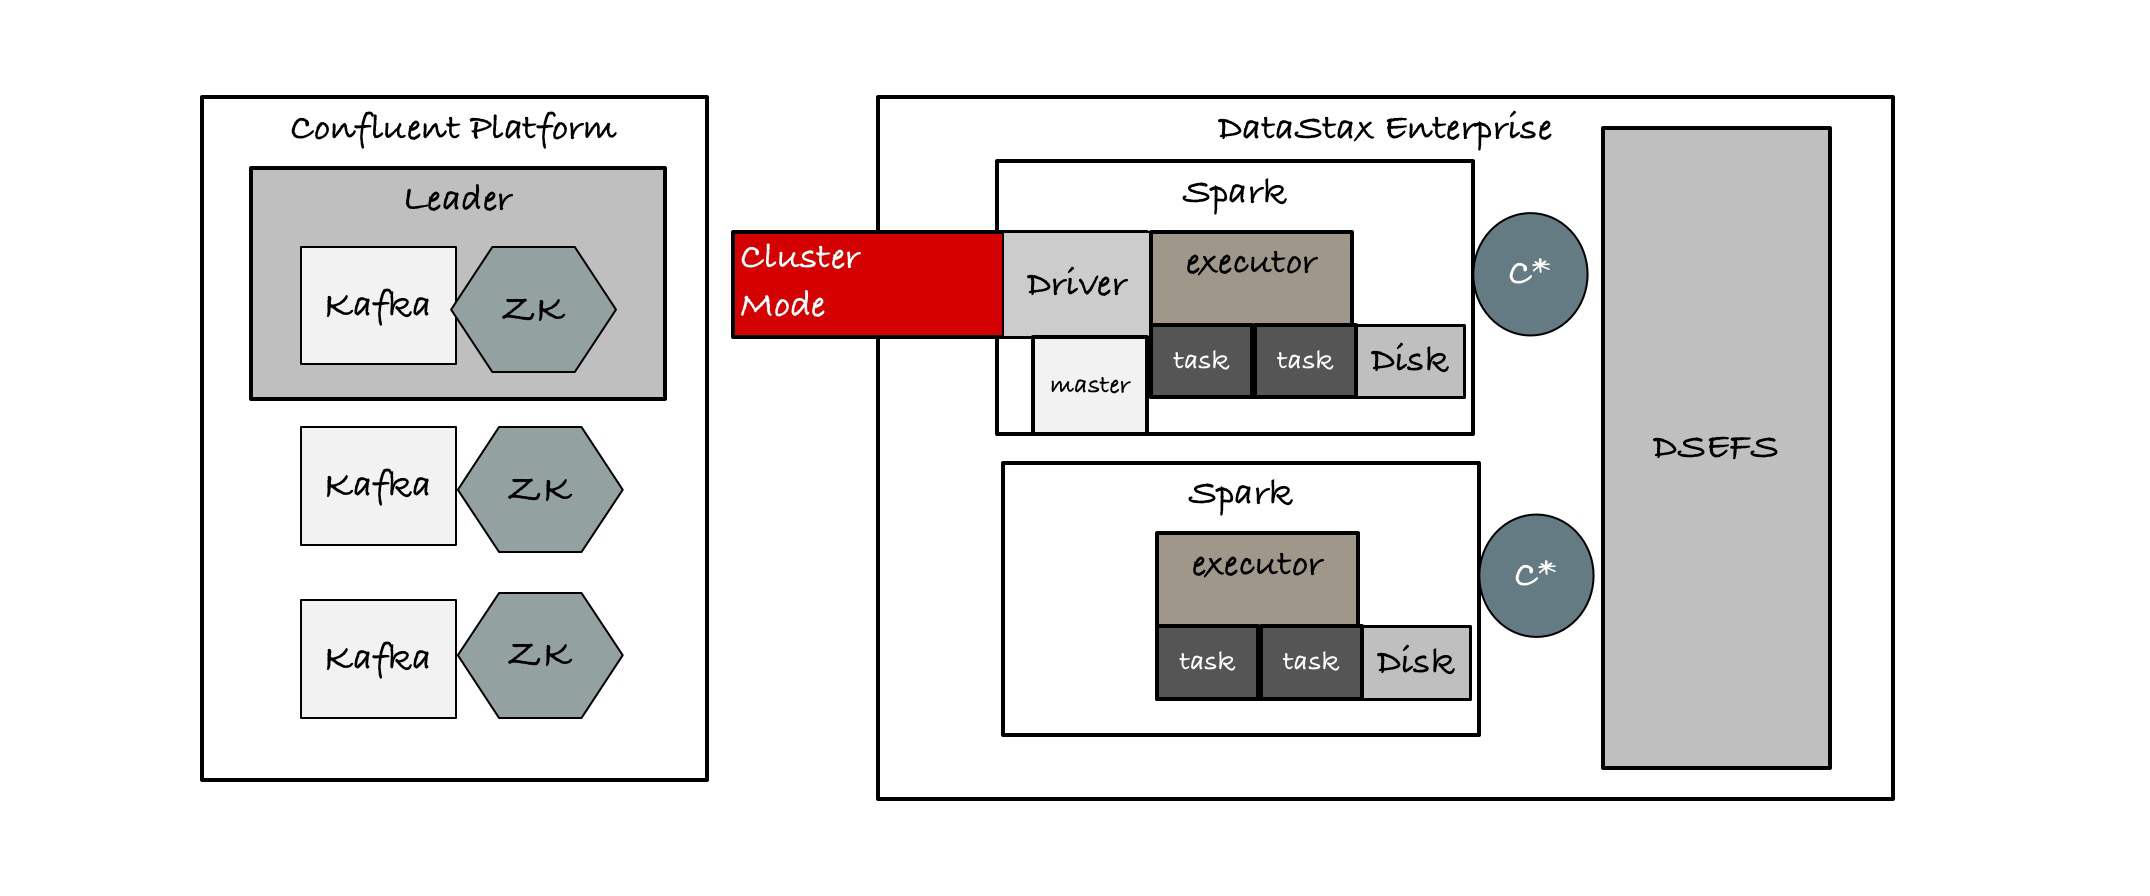 Confluent Platform
Leader
Kafka
ZK
Kafka
ZK
Kafka
ZK
Cluster
Mode
DataStax Enterprise
Spark
Driver
executor
master
task
task
Disk
C*
Spark
executor
task
task
Disk
C*
DSEFS